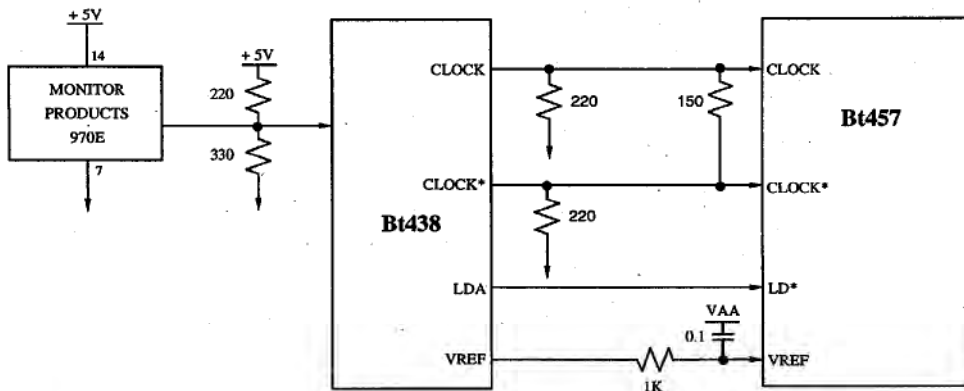 + 5V
14
MONITOR
PRODUCTS
970E
7
+ 5V
220
330
Bt438
CLOCK
CLOCK*
LDA
VREF
220
150
220
VAA
0.1
1K
Bt457
CLOCK
CLOCK*
LD*
VREF